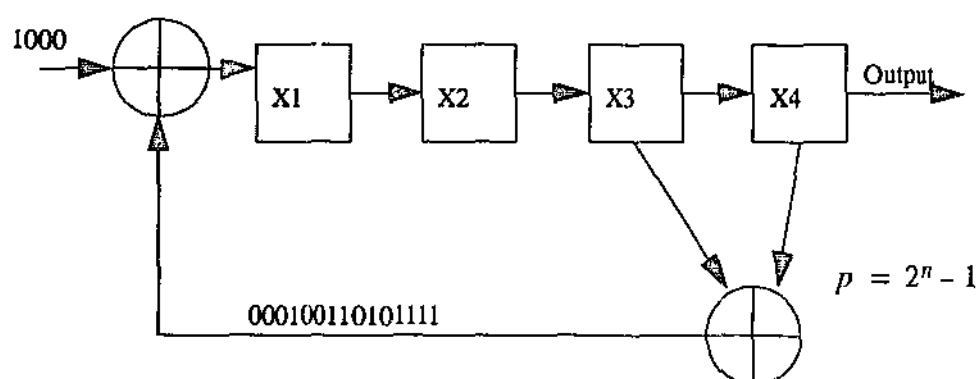 1000
X1
X2
X3
X4
Output
p = 2ⁿ - 1
000100110101111